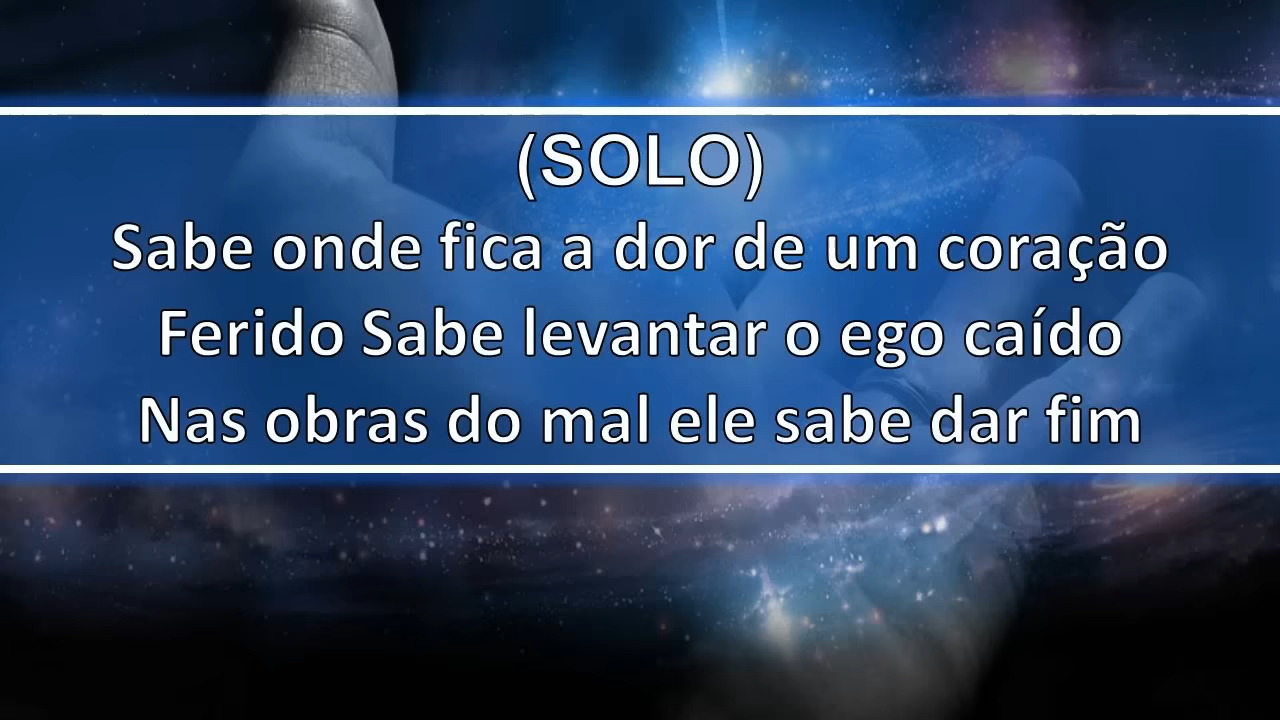 (SOLO)
Sabe onde fica a dor de um coração
Ferido Sabe levantar o ego caído
Nas obras do mal ele sabe dar fim